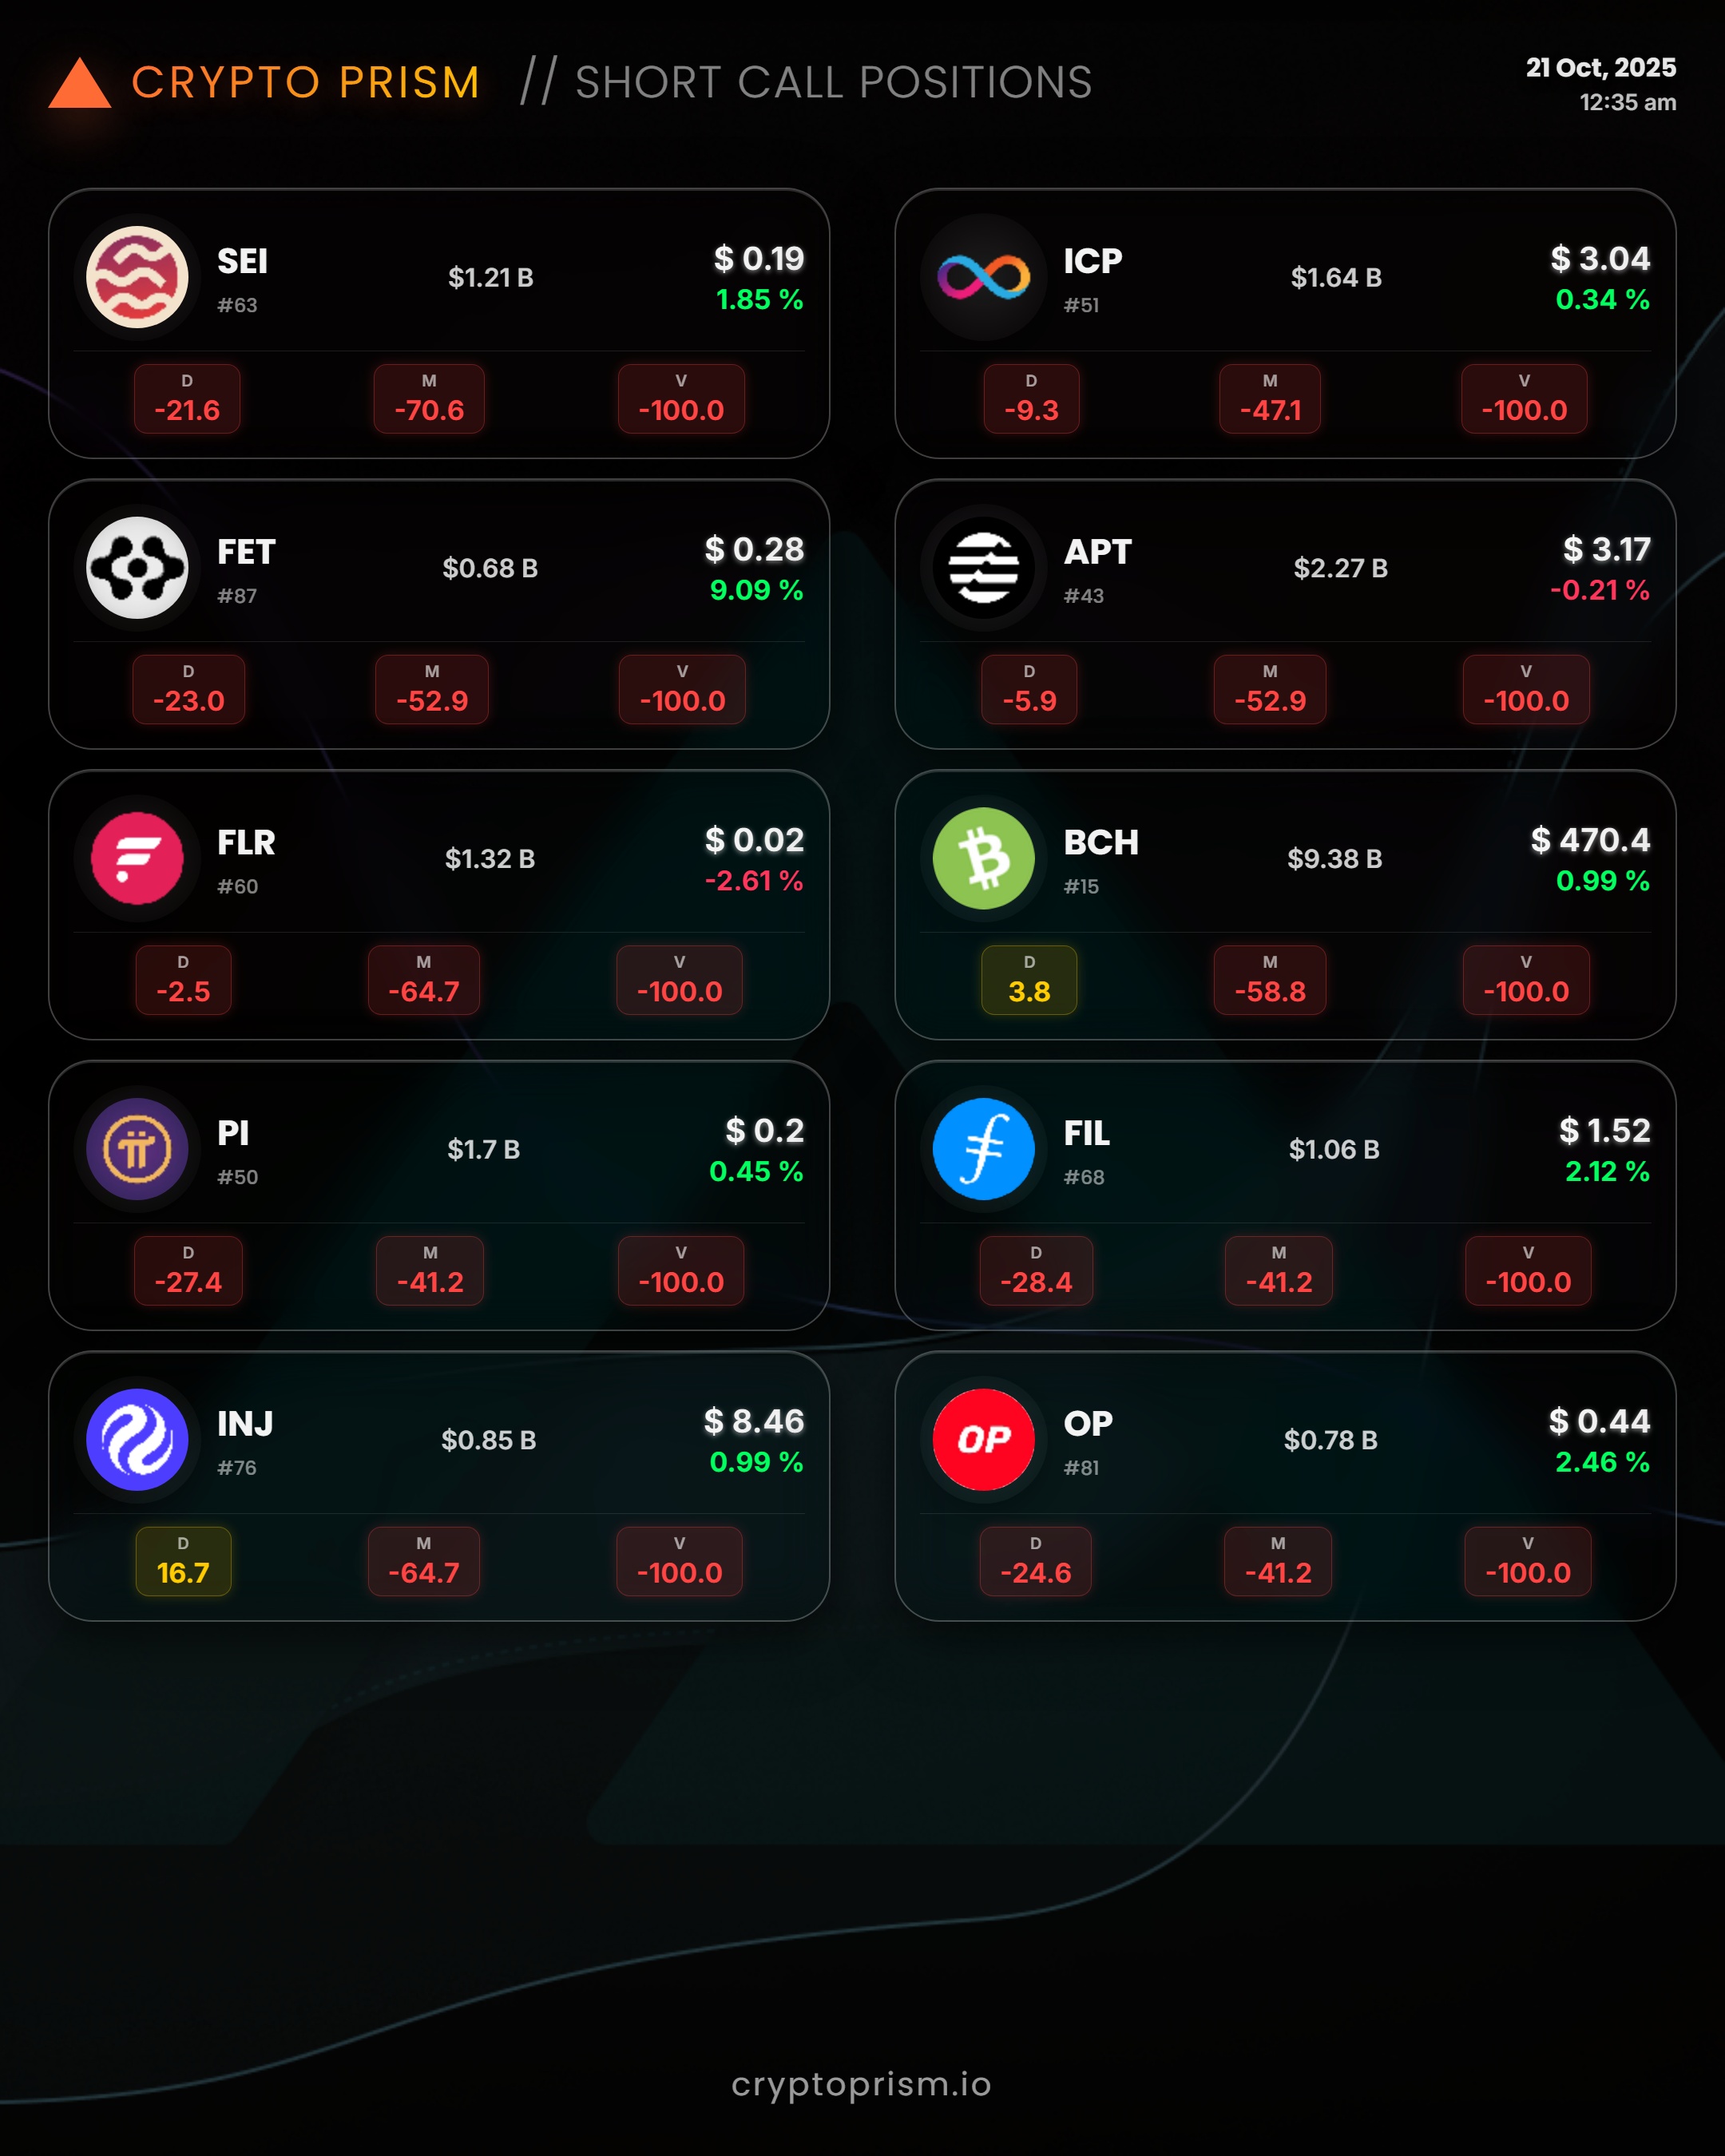 CRYPTO PRISM // SHORT CALL POSITIONS
21 Oct, 2025
12:35 am
SEI
#63
$1.21 B
$ 0.19
1.85 %
D
-21.6
M
-70.6
V
-100.0
ICP
#51
$1.64 B
$ 3.04
0.34 %
D
-9.3
M
-47.1
V
-100.0
FET
#87
$0.68 B
$ 0.28
9.09 %
D
-23.0
M
-52.9
V
-100.0
APT
#43
$2.27 B
$ 3.17
-0.21 %
D
-5.9
M
-52.9
V
-100.0
FLR
#60
$1.32 B
$ 0.02
-2.61 %
D
-2.5
M
-64.7
V
-100.0
BCH
#15
$9.38 B
$ 470.4
0.99 %
D
3.8
M
-58.8
V
-100.0
PI
#50
$1.7 B
$ 0.2
0.45 %
D
-27.4
M
-41.2
V
-100.0
FIL
#68
$1.06 B
$ 1.52
2.12 %
D
-28.4
M
-41.2
V
-100.0
INJ
#76
$0.85 B
$ 8.46
0.99 %
D
16.7
M
-64.7
V
-100.0
OP
OP
#81
$0.78 B
$ 0.44
2.46 %
D
-24.6
M
-41.2
V
-100.0
cryptoprism.io